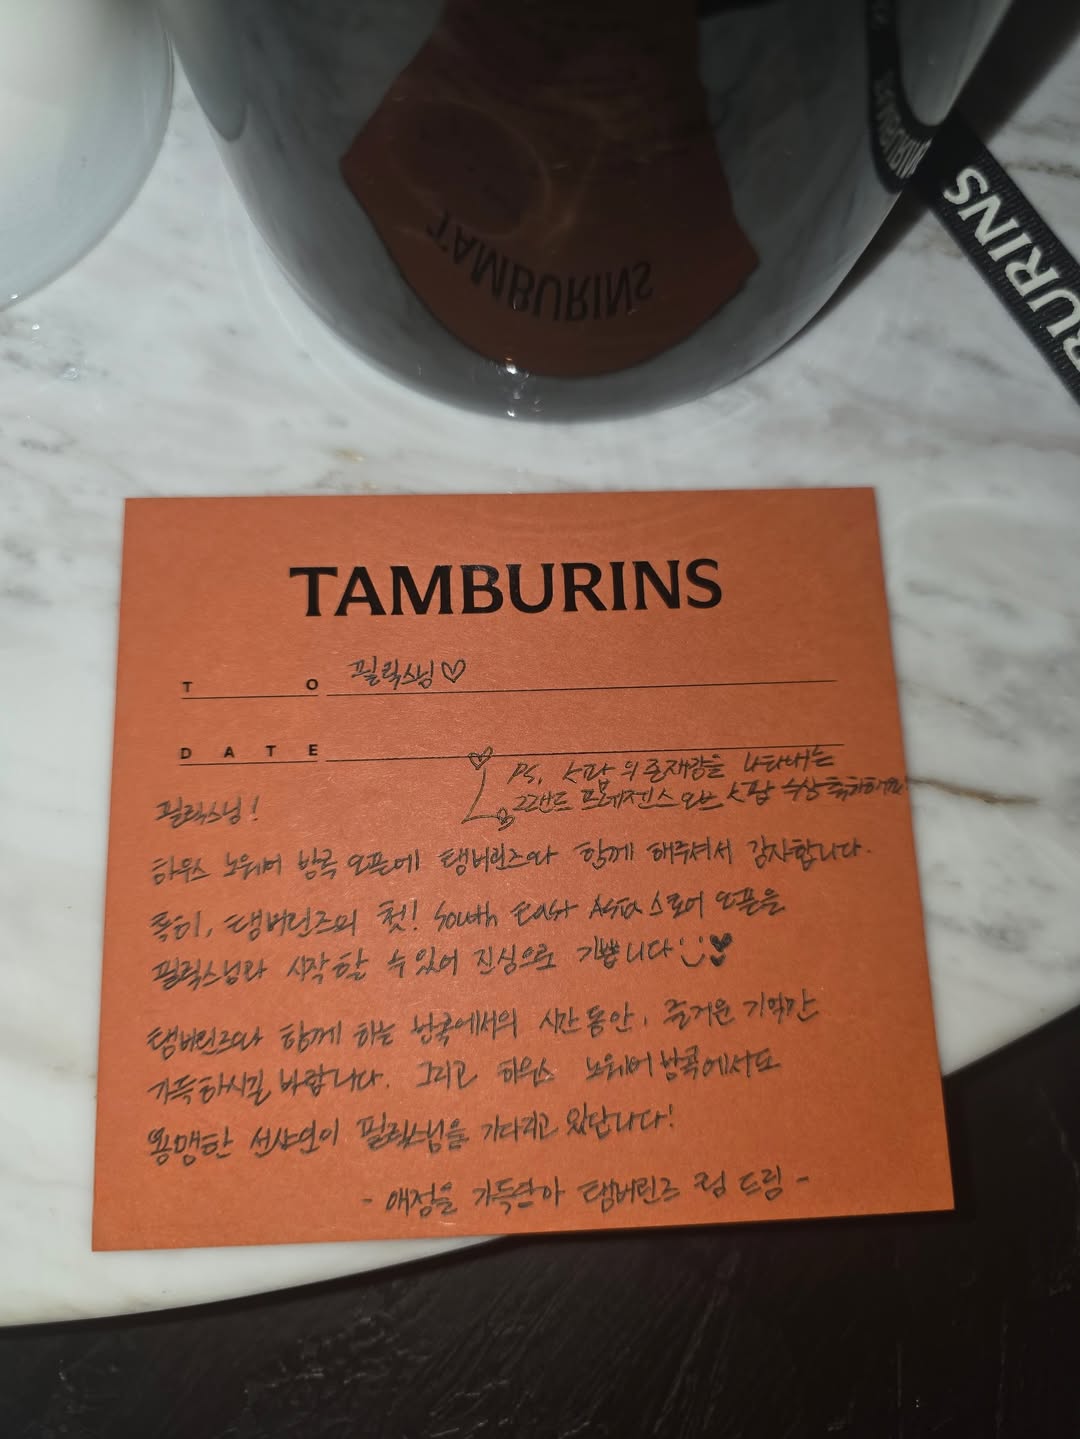 TAMBURINS
BURINS
TAMBURINS
TO 필릭스님♡
DATE
PS. 스팝의 존재감을 나타내는
그랜드 프레젠스 오브 스팝 수상 축하해요!
필릭스님!
하우스 노웨어 방콕 오픈에 탬버린즈와 함께 해주셔서 감사합니다.
특히, 탬버린즈의 첫! South East Asia 스토어 오픈을
필릭스님과 시작할 수 있어 진심으로 기쁩니다
탬버린즈와 함께 하는 방콕에서의 시간 동안, 즐거운 기억만
가득하시길 바랍니다. 그리고 하우스 노웨어 방콕에서도
용맹한 선샤인이 필릭스님을 기다리고 있답니다!
- 애정을 가득담아 탬버린즈 팀 드림 -